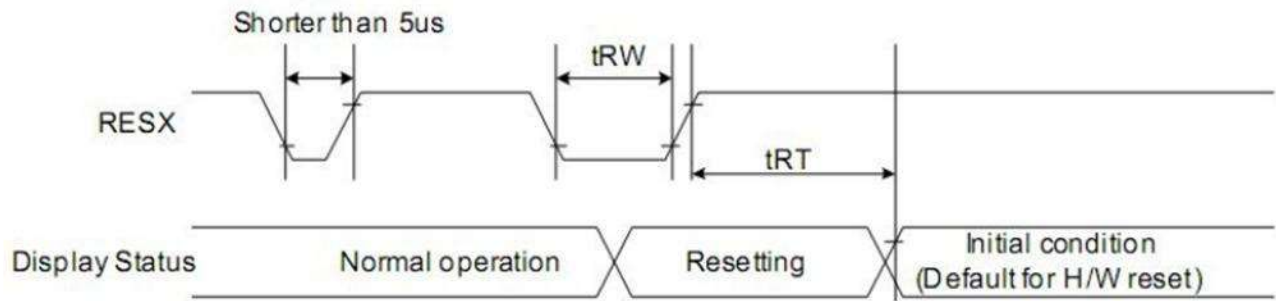 Shorter than 5us
tRW
RESX
tRT
Display Status
Normal operation
Resetting
Initial condition
(Default for H/W reset)